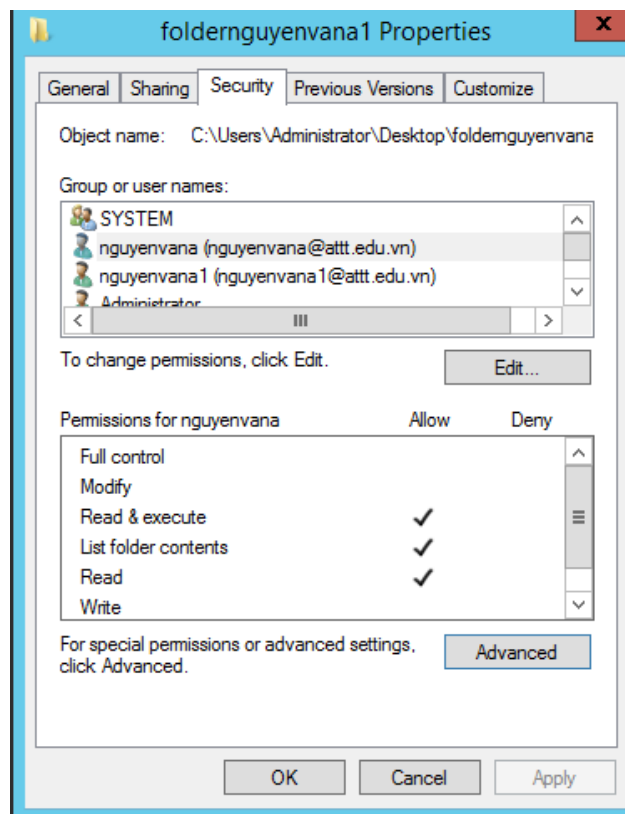 foldernguyenvana1 Properties
x
General Sharing Security Previous Versions Customize
Object name: C:\Users\Administrator\Desktop\foldernguyenvana
Group or user names:
SYSTEM
nguyenvana (nguyenvana@attt.edu.vn)
nguyenvana1 (nguyenvana1@attt.edu.vn)
Administrator
To change permissions, click Edit.
Edit...
Permissions for nguyenvana Allow Deny
Full control
Modify
Read & execute
List folder contents
Read
Write
For special permissions or advanced settings,
click Advanced.
Advanced
OK Cancel Apply